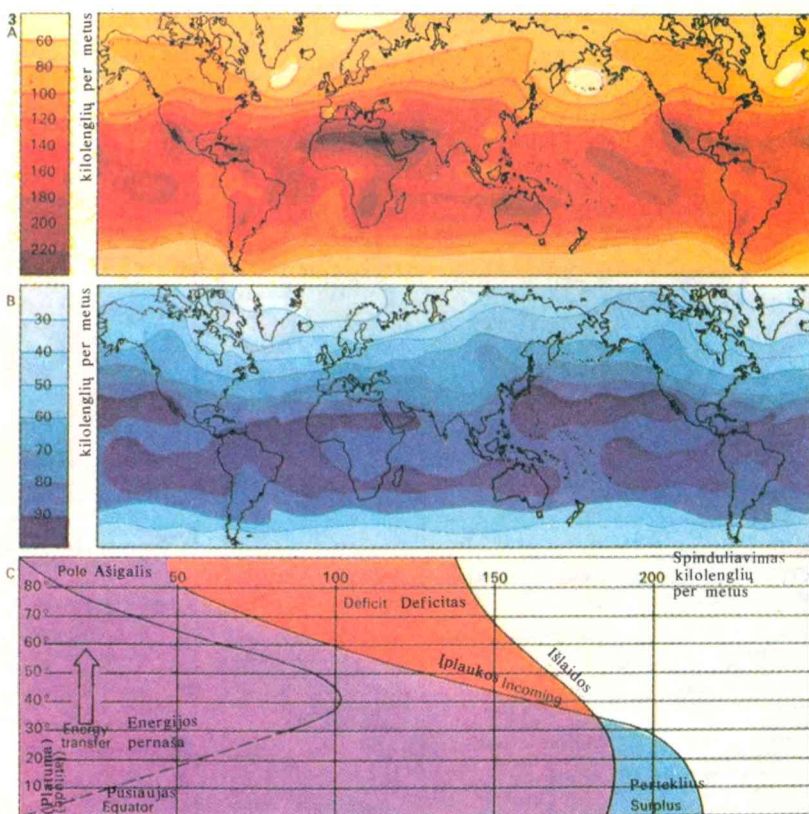 3
A
60
80
100
120
140
160
180
200
220
kilolenglių per metus
B
30
40
50
60
70
80
90
kilolenglių per metus
C
Pole Ašigalis
50
100
150
200
Spinduliavimas
kilolenglių
per metus
80°
70°
60°
50°
40°
30°
20
10
Deficit Deficitas
Įplaukos Incoming
Išlaidos
Energy
transfer
Energijos
pernaša
(Platuma)
Pusiaujas
Equator
Perteklius
Surplus